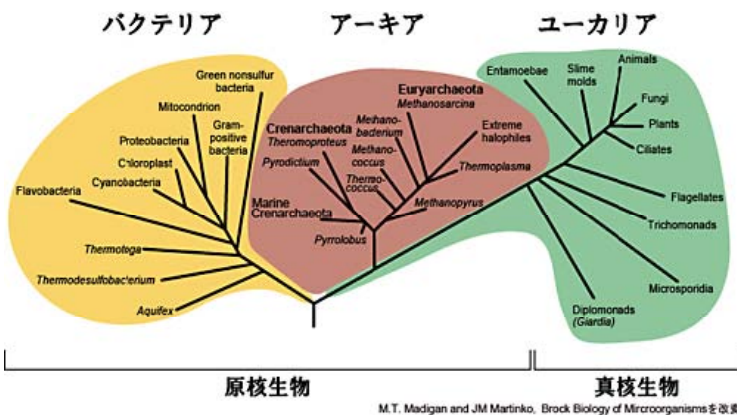 バクテリア
アーキア
ユーカリア
Green nonsulfur
bacteria
Mitocondrion
Gram-
positive
bacteria
Proteobacteria
Chloroplast
Cyanobacteria
Flavobacteria
Thermotoga
Thermodesulfobacterium
Aquifex
Euryarchaeota
Methanosarcina
Crenarchaeota
Theromoproteus
Methano-
bacterium
Extreme
halophiles
Pyrodictium
Methano-
coccus
Thermoplasma
Thermo-
coccus
Methanopyrus
Marine
Crenarchaeota
Pyrrolobus
Entamoebae
Slime
molds
Animals
Fungi
Plants
Ciliates
Flagellates
Trichomonads
Microsporidia
Diplomonads
(Giardia)
原核生物
真核生物
M.T. Madigan and JM Martinko, Brock Biology of Mircroorganismsを改変